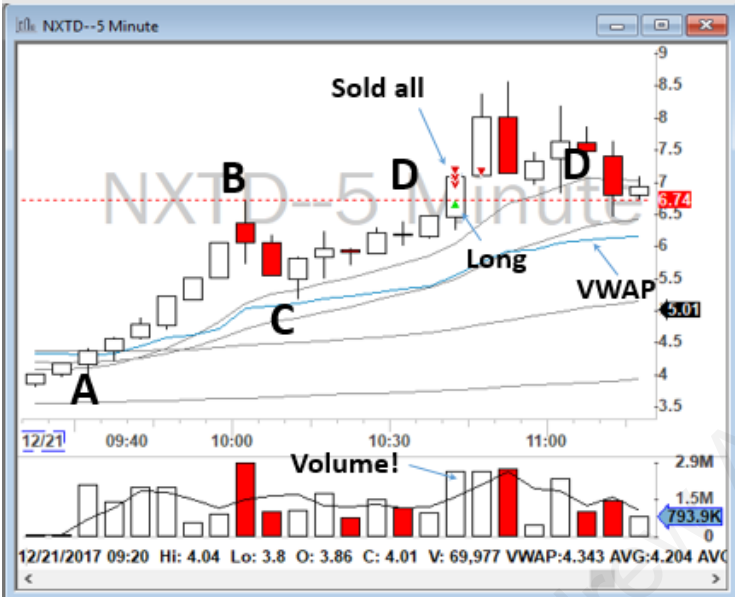 NXTD--5 Minute
NXTD--5 Minute
Sold all
B
D
D
Long
VWAP
C
A
9
8.5
8
7.5
7
6.74
6.5
6
5.5
5.01
4.5
4
3.5
12/21 09:40 10:00 10:30 11:00
Volume!
2.9M
1.5M
793.9K
0
12/21/2017 09:20 Hi: 4.04 Lo: 3.8 O: 3.86 C: 4.01 V: 69,977 VWAP:4.343 AVG:4.204 AVG